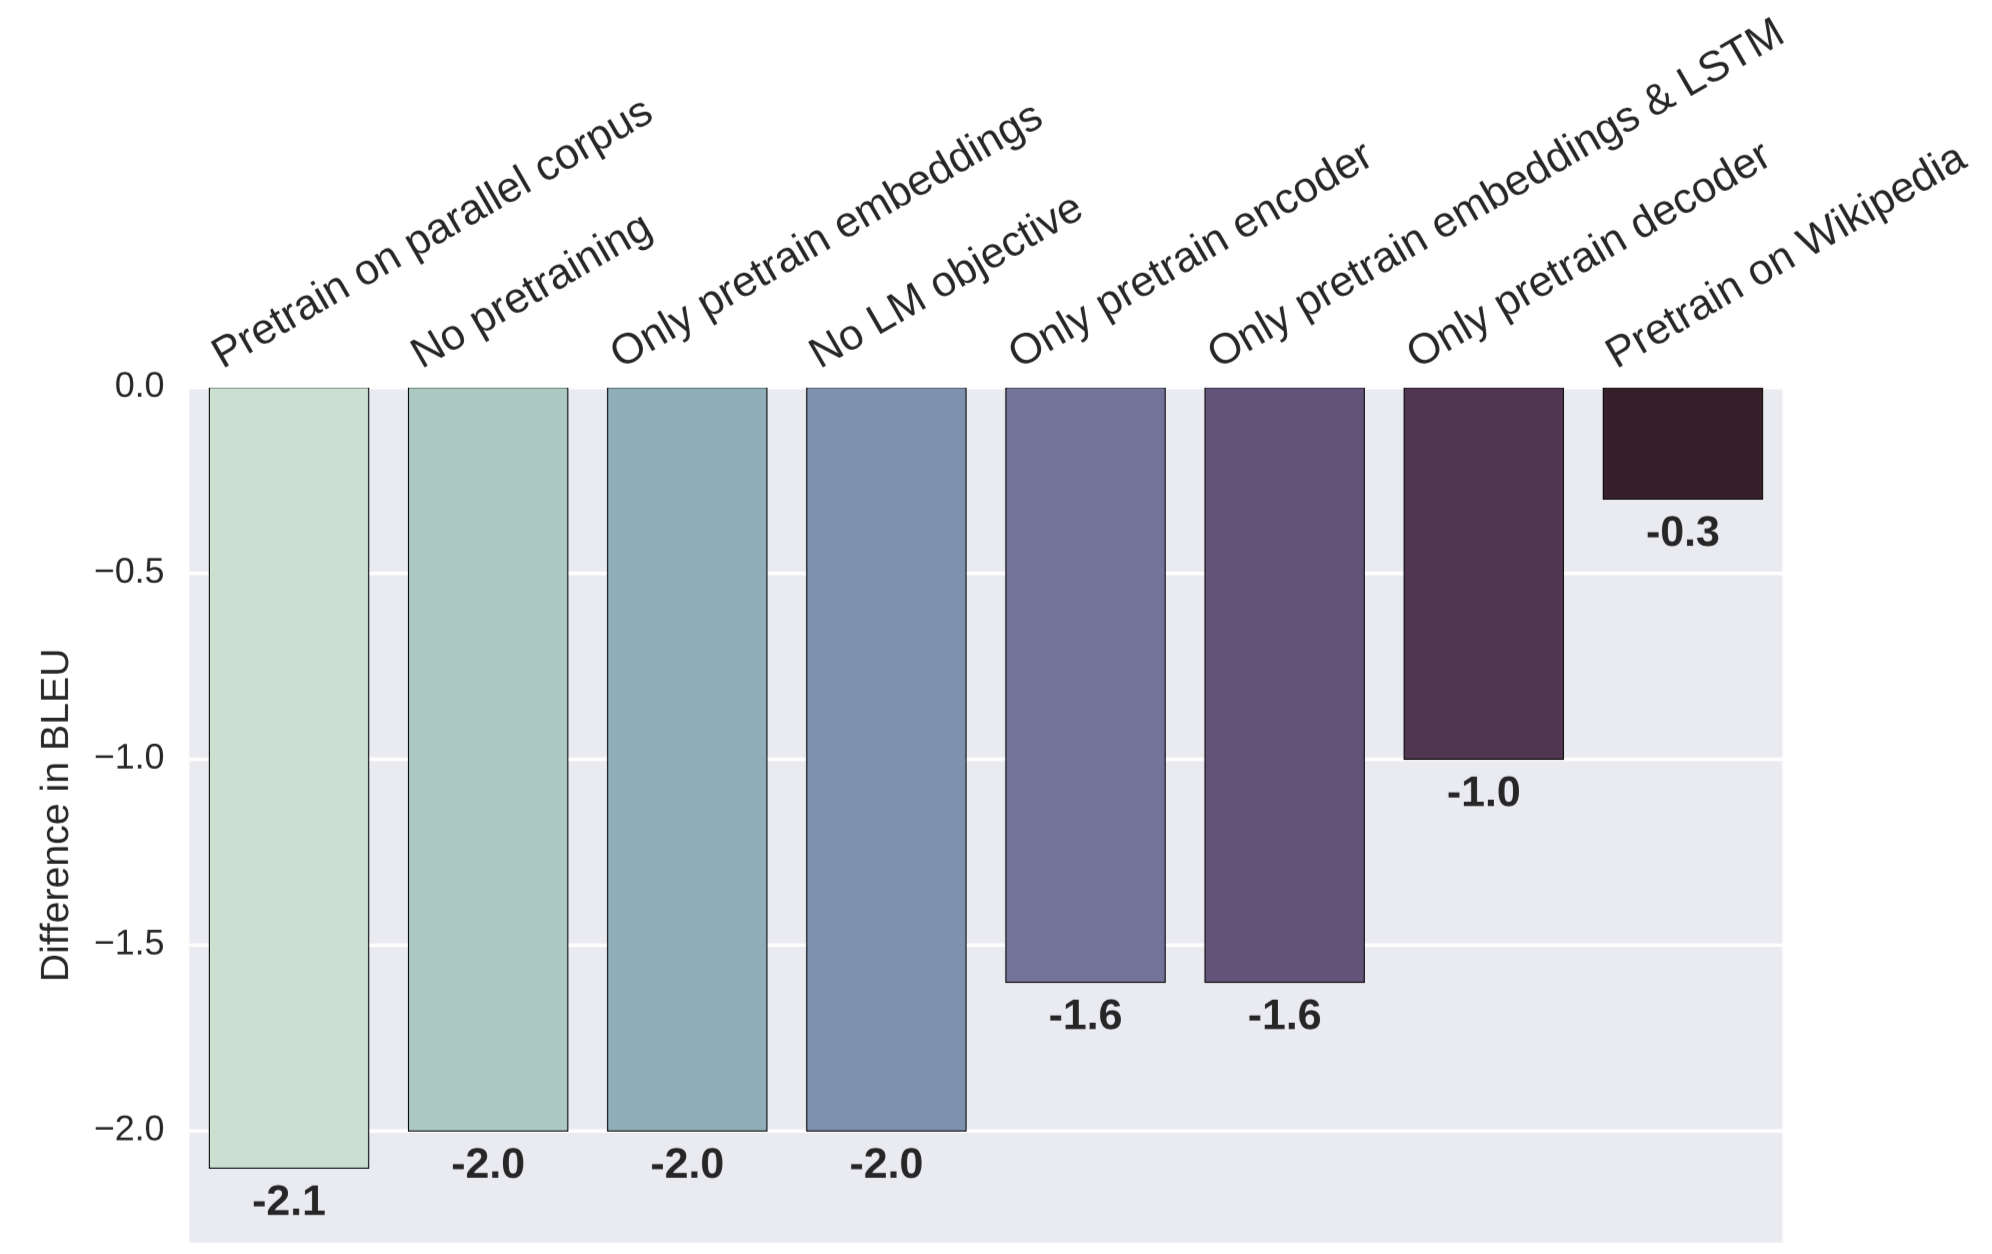 Pretrain on parallel corpus
No pretraining
Only pretrain embeddings
No LM objective
Only pretrain encoder
Only pretrain embeddings & LSTM
Only pretrain decoder
Pretrain on Wikipedia
0.0
−0.5
−1.0
−1.5
−2.0
Difference in BLEU
-2.1
-2.0
-2.0
-2.0
-1.6
-1.6
-1.0
-0.3